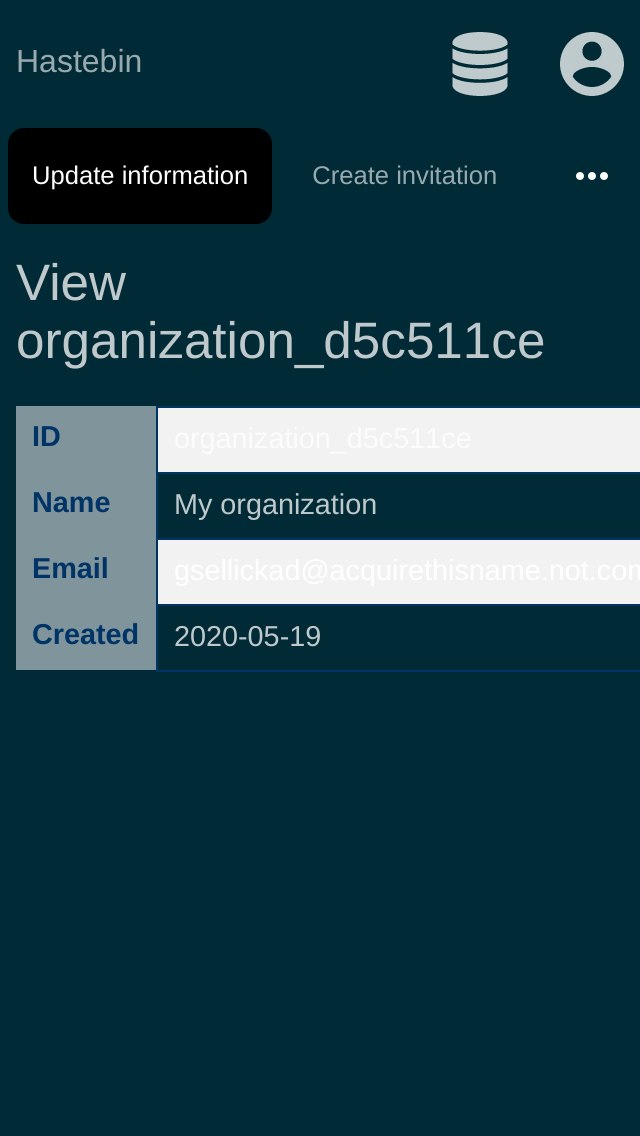 Hastebin
Update information Create invitation
View
organization_d5c511ce
ID organization_d5c511ce
Name My organization
Email gsellickad@acquirethisname.not.com
Created 2020-05-19